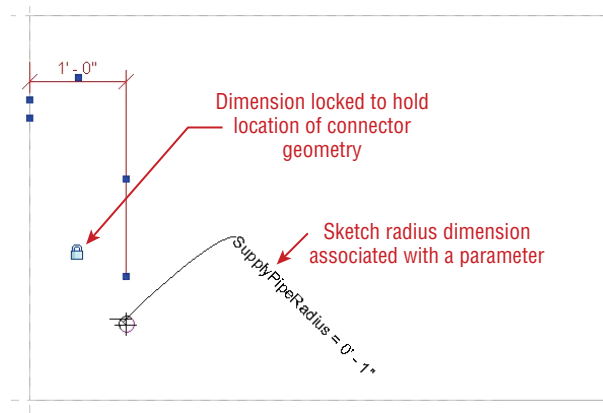 1' - 0"
Dimension locked to hold
location of connector
geometry
Sketch radius dimension
associated with a parameter
SupplyPipeRadius = 0' - 1"